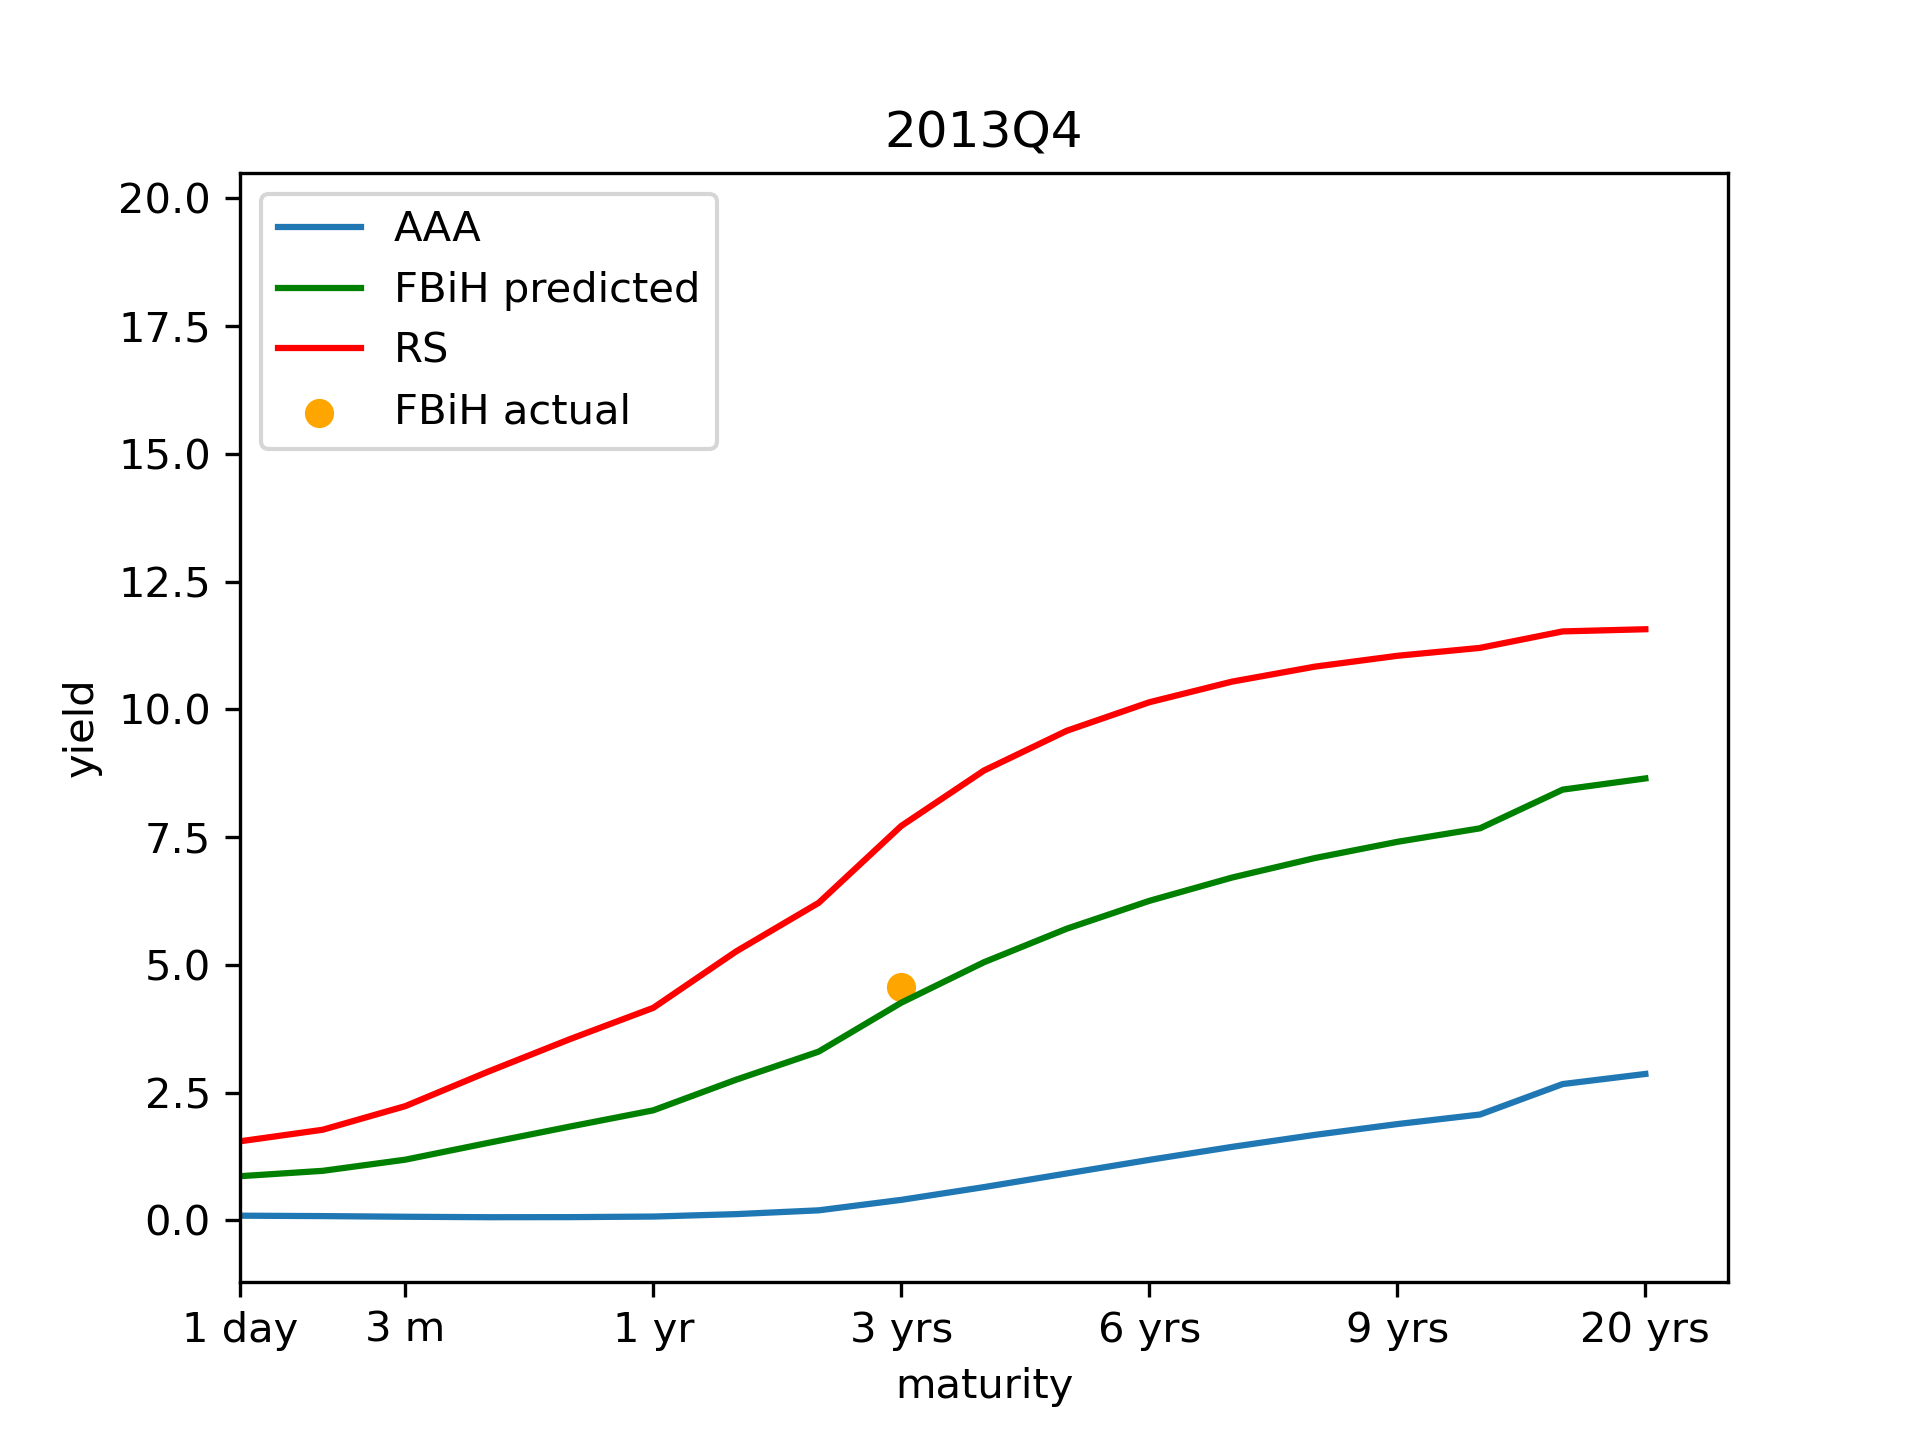 2013Q4
AAA
FBiH predicted
RS
FBiH actual
20.0
17.5
15.0
12.5
10.0
7.5
5.0
2.5
0.0
yield
1 day 3 m 1 yr 3 yrs 6 yrs 9 yrs 20 yrs
maturity